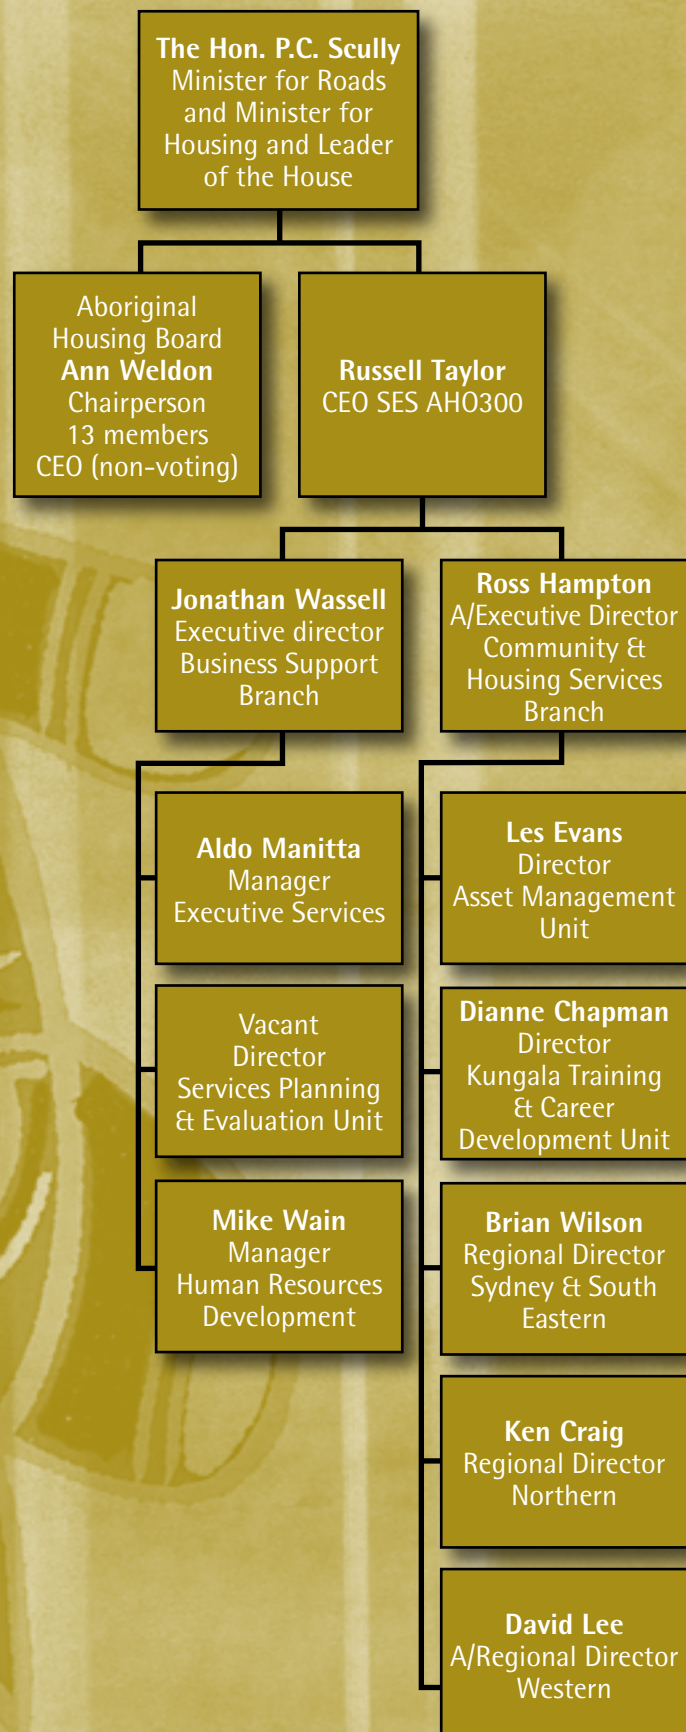 The Hon. P.C. Scully
Minister for Roads
and Minister for
Housing and Leader
of the House
Aboriginal
Housing Board
Ann Weldon
Chairperson
13 members
CEO (non-voting)
Russell Taylor
CEO SES AHO300
Jonathan Wassell
Executive director
Business Support
Branch
Ross Hampton
A/Executive Director
Community &
Housing Services
Branch
Aldo Manitta
Manager
Executive Services
Vacant
Director
Services Planning
& Evaluation Unit
Mike Wain
Manager
Human Resources
Development
Les Evans
Director
Asset Management
Unit
Dianne Chapman
Director
Kungala Training
& Career
Development Unit
Brian Wilson
Regional Director
Sydney & South
Eastern
Ken Craig
Regional Director
Northern
David Lee
A/Regional Director
Western